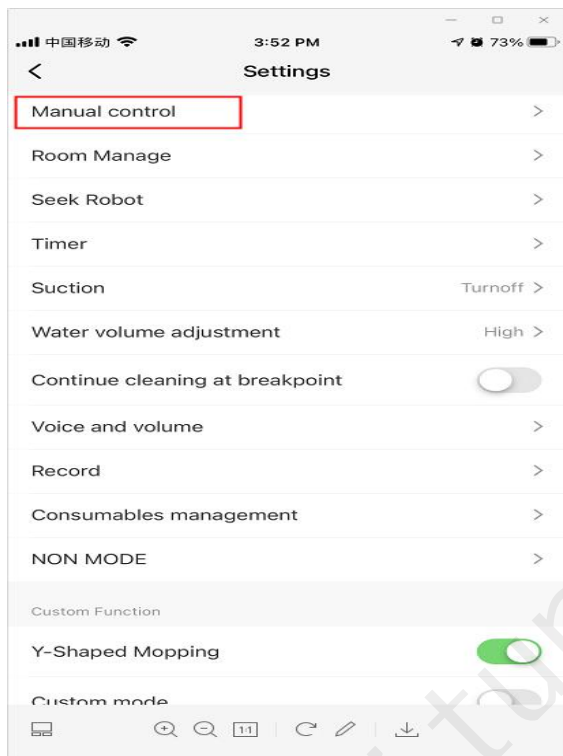 中国移动 3:52 PM 73%
Settings
Manual control
Room Manage
Seek Robot
Timer
Suction Turnoff
Water volume adjustment High
Continue cleaning at breakpoint
Voice and volume
Record
Consumables management
NON MODE
Custom Function
Y-Shaped Mopping
Custom mode
1:1